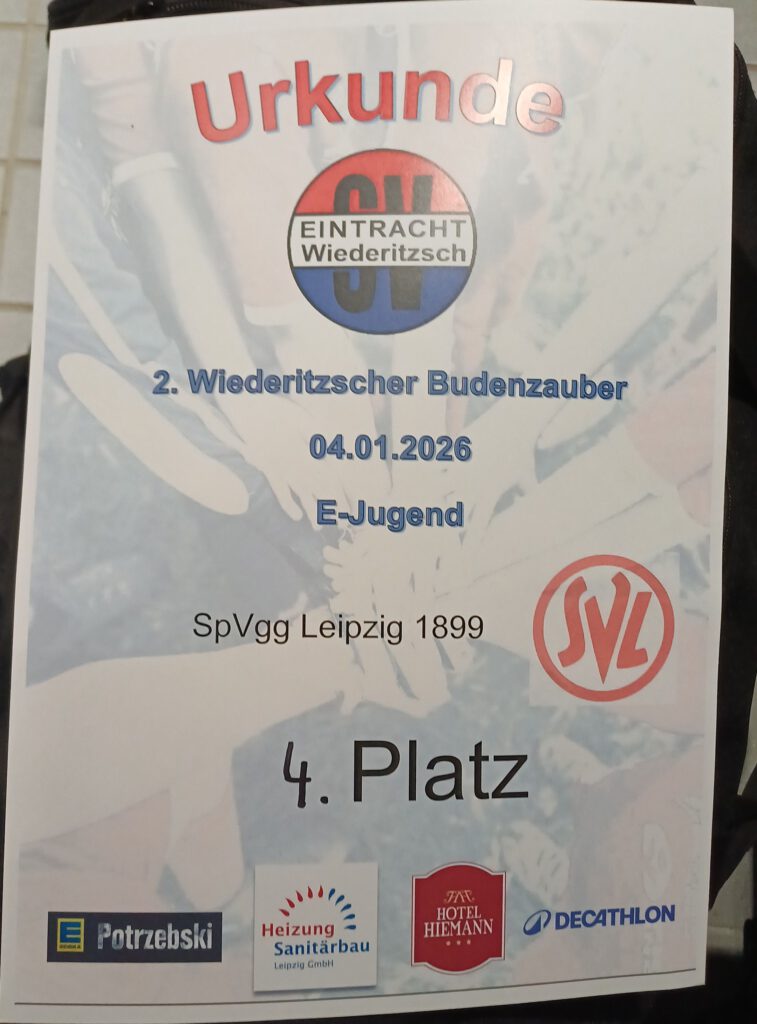 Urkunde
SV
EINTRACHT
Wiederitzsch
2. Wiederitzscher Budenzauber
04.01.2026
E-Jugend
SpVgg Leipzig 1899
SVL
4. Platz
EDEKA
Potrzebski
Heizung
Sanitärbau
Leipzig GmbH
HOTEL
HIEMANN
DECATHLON